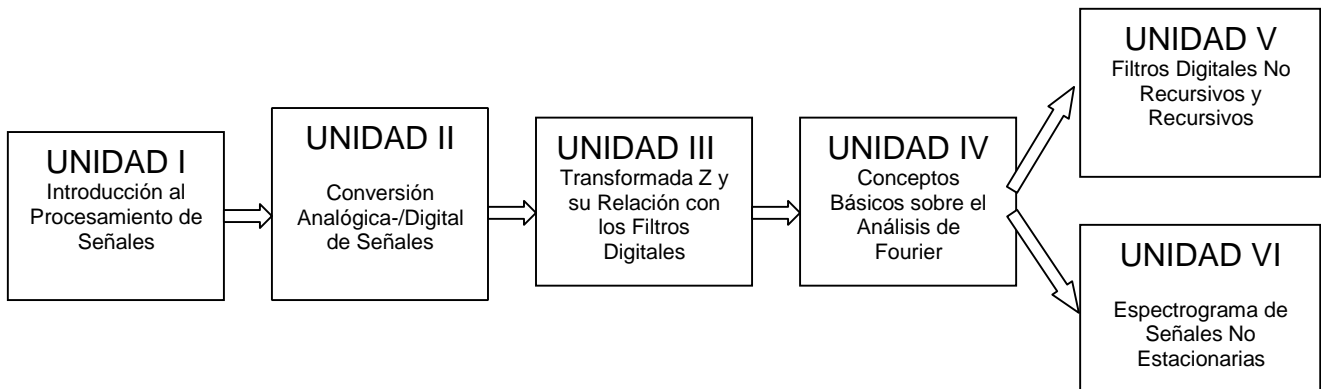 UNIDAD I
Introducción al
Procesamiento de
Señales
UNIDAD II
Conversión
Analógica-/Digital
de Señales
UNIDAD III
Transformada Z y
su Relación con
los Filtros
Digitales
UNIDAD IV
Conceptos
Básicos sobre el
Análisis de
Fourier
UNIDAD V
Filtros Digitales No
Recursivos y
Recursivos
UNIDAD VI
Espectrograma de
Señales No
Estacionarias